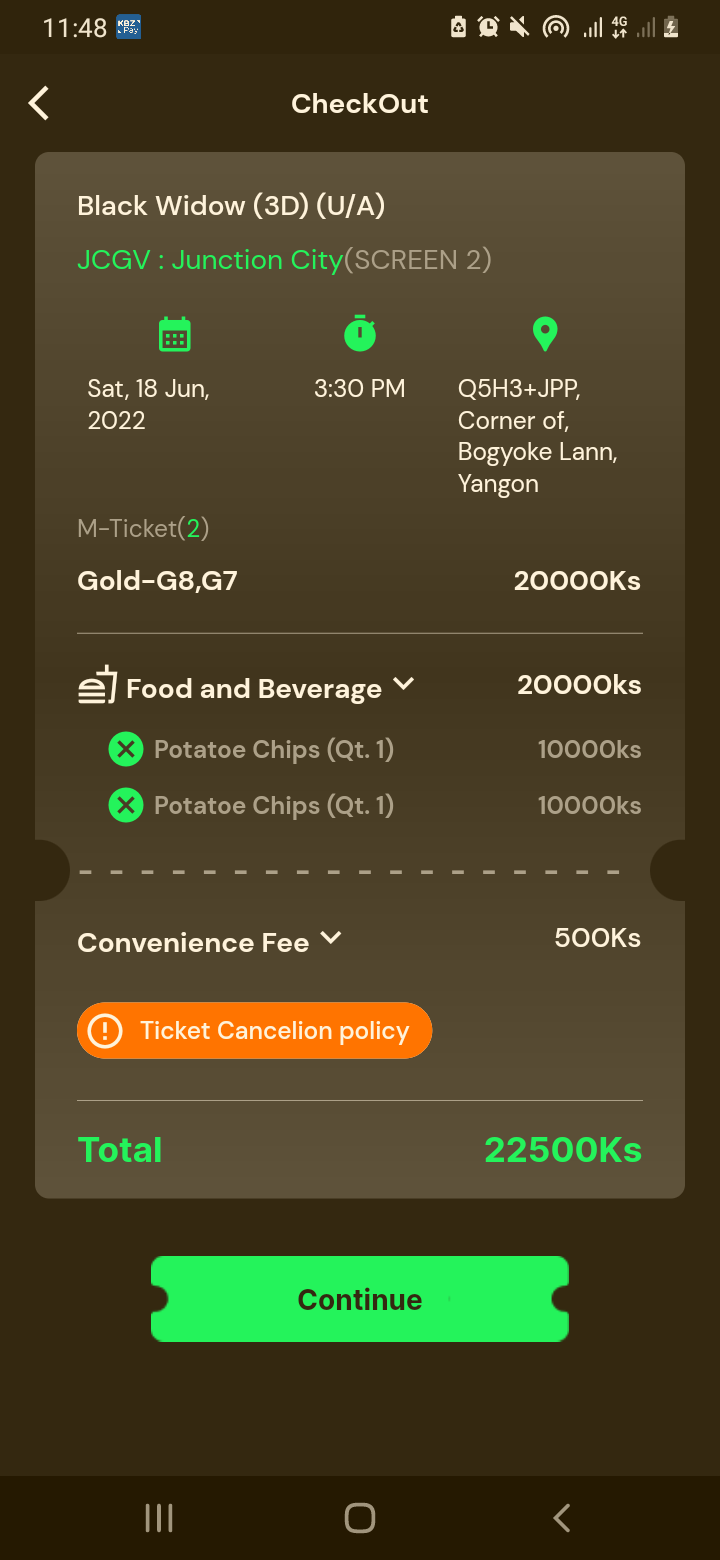 11:48 KBZ Pay 4G
CheckOut
Black Widow (3D) (U/A)
JCGV : Junction City(SCREEN 2)
Sat, 18 Jun,
2022
3:30 PM
Q5H3+JPP,
Corner of,
Bogyoke Lann,
Yangon
M-Ticket(2)
Gold-G8,G7 20000Ks
Food and Beverage 20000ks
Potatoe Chips (Qt. 1) 10000ks
Potatoe Chips (Qt. 1) 10000ks
Convenience Fee 500Ks
Ticket Cancelion policy
Total 22500Ks
Continue